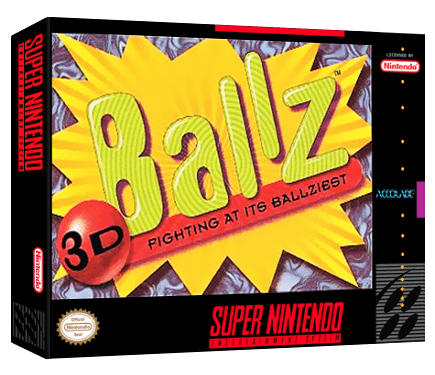 SUPER NINTENDO
Nintendo
LICENSED BY
Nintendo
Ballz
TM
3D
FIGHTING AT ITS BALLZIEST
ACCOLADE
Official
Nintendo
Seal
SUPER NINTENDO
ENTERTAINMENT SYSTEM